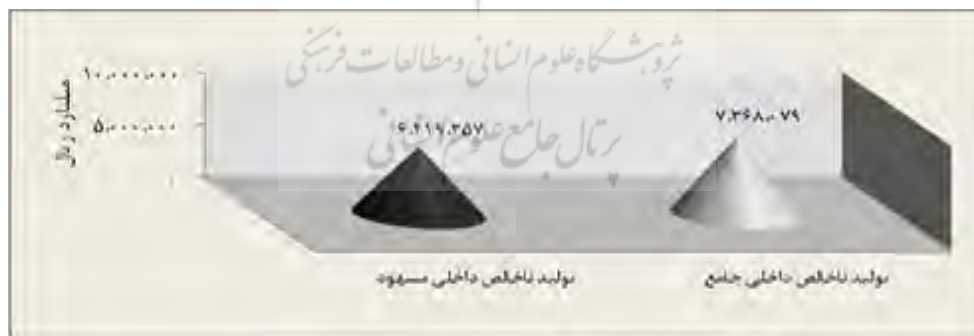 پژوهشگاه علوم انسانی و مطالعات فرهنگی
پرتال جامع علوم انسانی
میلیارد ریال
۱۰،۰۰۰،۰۰۰
۵،۰۰۰،۰۰۰
۷،۳۶۸،۰۷۹
۶،۴۱۹،۳۵۷
تولید ناخالص داخلی جامع
تولید ناخالص داخلی مشهود